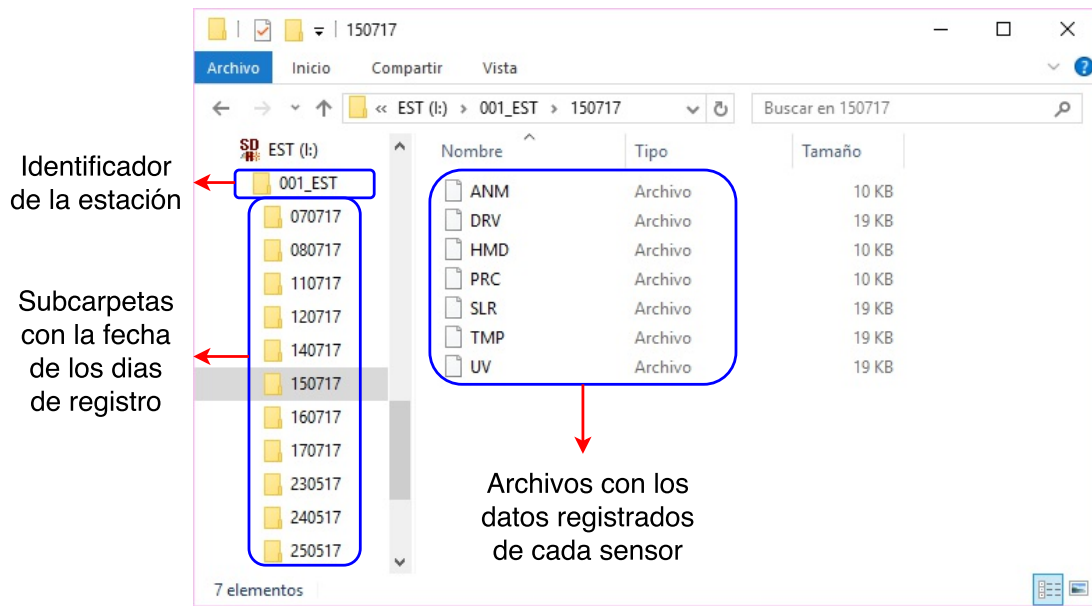 150717
Archivo Inicio Compartir Vista
« EST (I:) > 001_EST > 150717
Buscar en 150717
EST (I:)
001_EST
070717
080717
110717
120717
140717
150717
160717
170717
230517
240517
250517
Identificador
de la estación
Subcarpetas
con la fecha
de los dias
de registro
Nombre Tipo Tamaño
ANM Archivo 10 KB
DRV Archivo 19 KB
HMD Archivo 10 KB
PRC Archivo 10 KB
SLR Archivo 19 KB
TMP Archivo 19 KB
UV Archivo 19 KB
Archivos con los
datos registrados
de cada sensor
7 elementos